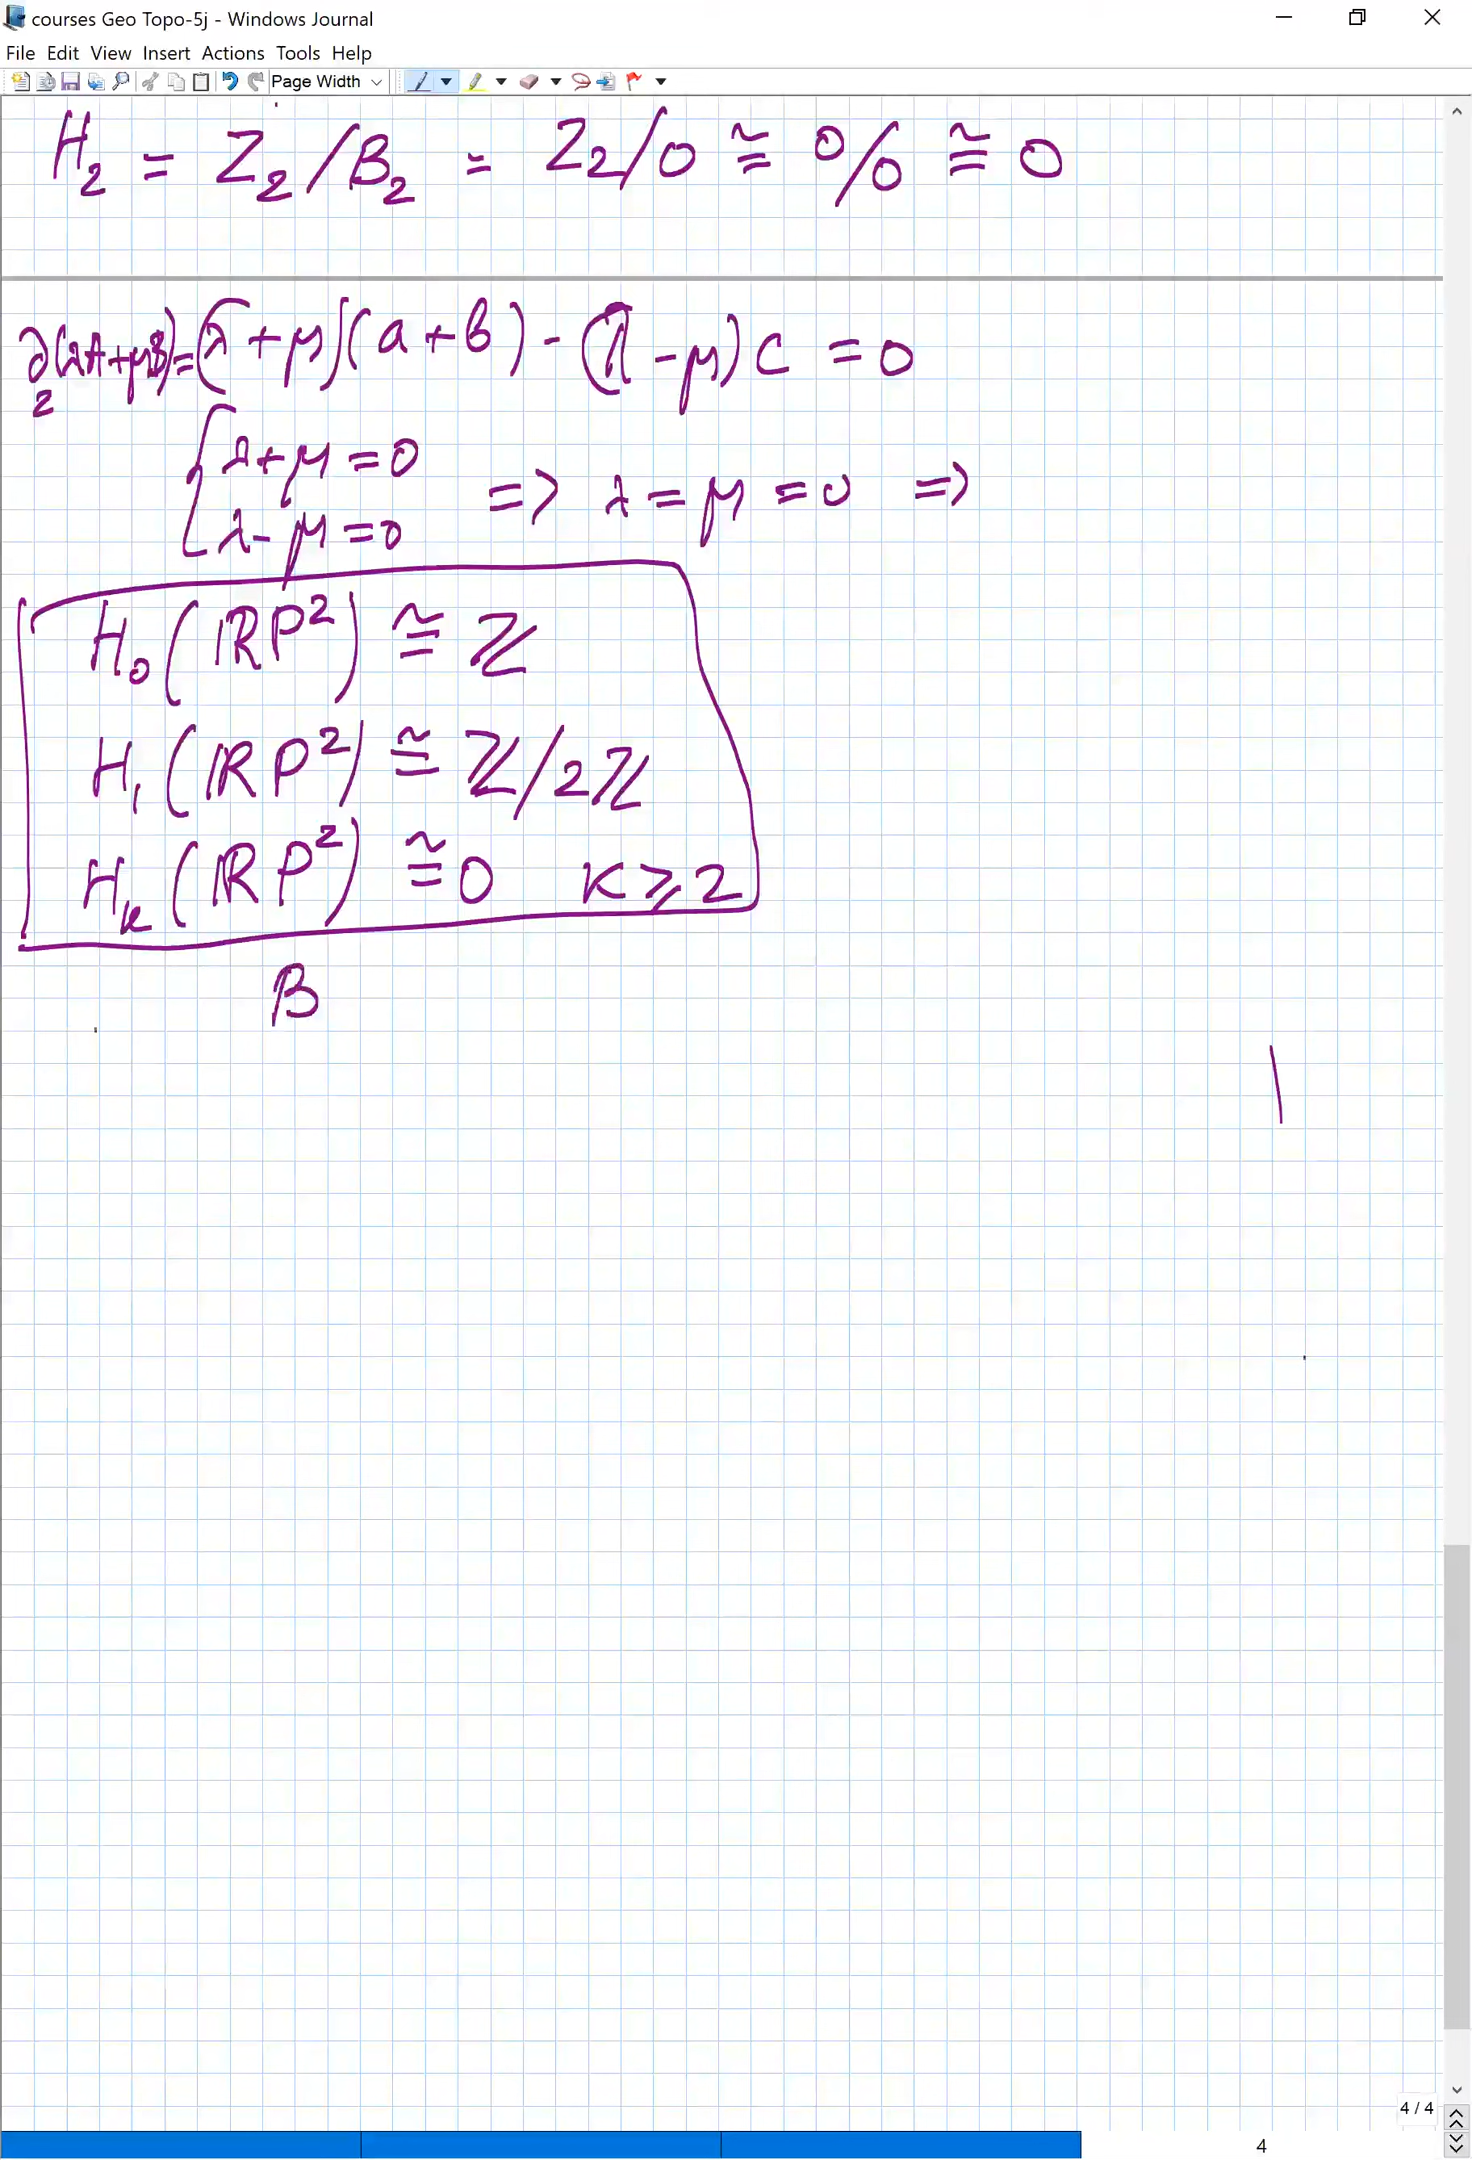 courses Geo Topo-5j - Windows Journal
File Edit View Insert Actions Tools Help
Page Width
H₂ = Z₂/B₂ = Z₂/0 ≅ 0/0 ≅ 0
∂₂(λA+μB)=(λ+μ)(a+b)-(λ-μ)c=0
λ+μ=0
λ-μ=0 => λ=μ=0 =>
H₀(RP²) ≅ ℤ
H₁(RP²) ≅ ℤ/2ℤ
Hₖ(RP²) ≅ 0 K⩾2
B
4 / 4
4